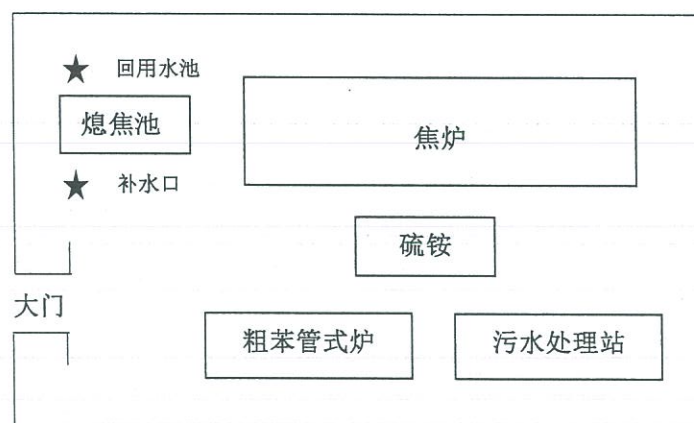 ★ 回用水池
熄焦池
焦炉
★ 补水口
硫铵
大门
粗苯管式炉
污水处理站